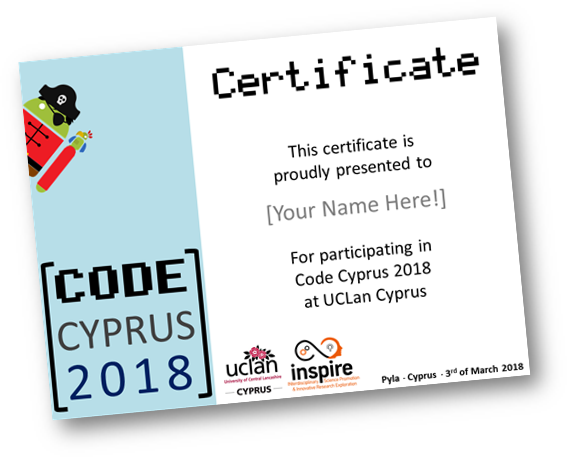 Certificate
This certificate is
proudly presented to
[Your Name Here!]
For participating in
Code Cyprus 2018
at UCLan Cyprus
[CODE
CYPRUS
2018]
uclan
University of Central Lancashire
CYPRUS
inspire
Interdisciplinary Science Promotion
& Innovative Research Exploration
Pyla - Cyprus - 3rd of March 2018